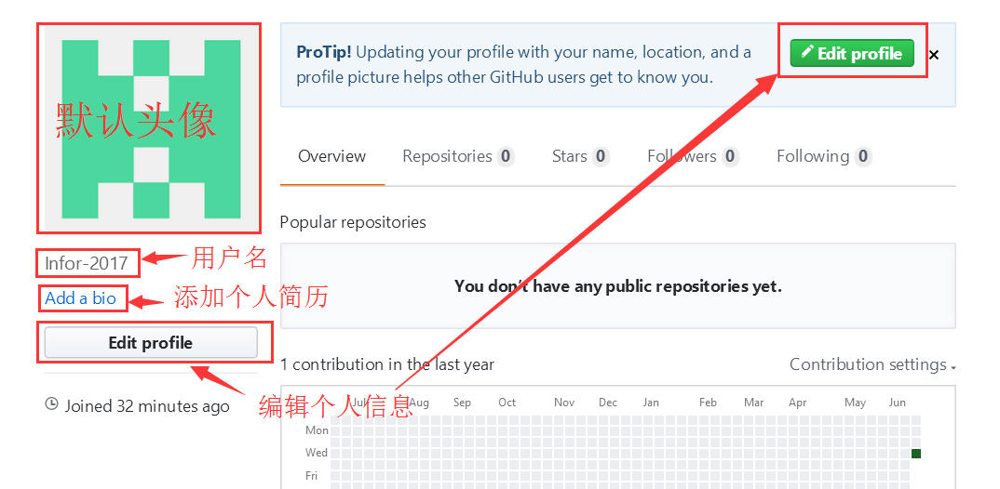 默认头像
Infor-2017
用户名
Add a bio
添加个人简历
Edit profile
Joined 32 minutes ago
编辑个人信息
ProTip! Updating your profile with your name, location, and a
profile picture helps other GitHub users get to know you.
Edit profile
Overview Repositories 0 Stars 0 Followers 0 Following 0
Popular repositories
You don't have any public repositories yet.
1 contribution in the last year
Contribution settings
Jul Aug Sep Oct Nov Dec Jan Feb Mar Apr May Jun
Mon
Wed
Fri